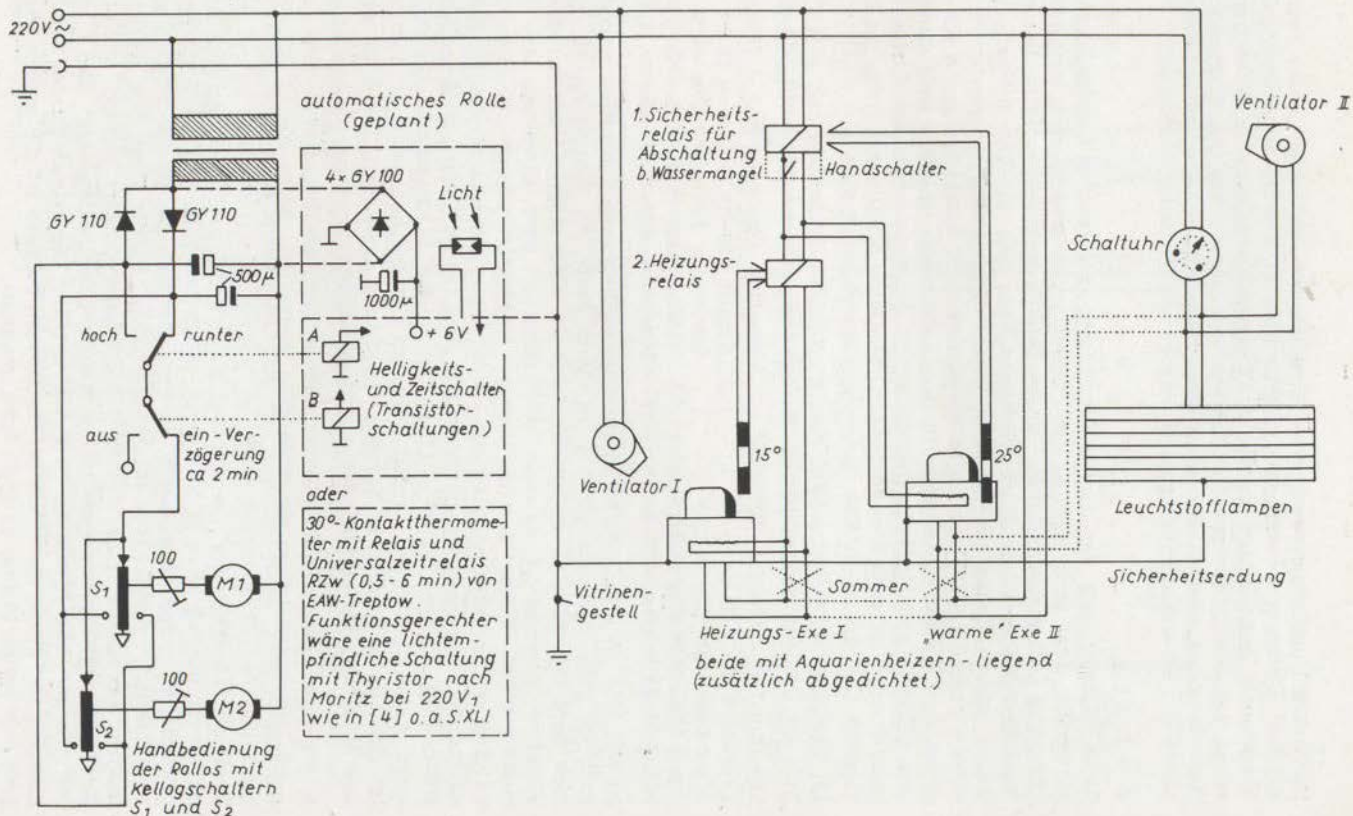 220V ~
automatisches Rolle
(geplant)
4x GY 100
Licht
GY 110
GY 110
500µ
1000µ
+ 6V
hoch
runter
A
B
Helligkeits-
und Zeitschalter
(Transistor-
schaltungen)
aus
ein - Ver-
zögerung
ca 2 min
oder
30°- Kontaktthermome-
ter mit Relais und
Universalzeitrelais
RZw (0,5 - 6 min) von
EAW-Treptow.
Funktionsgerechter
wäre eine lichtem-
pfindliche Schaltung
mit Thyristor nach
Moritz bei 220 V~
wie in [4] o.a.S.XLI
S1
100
M1
S2
100
M2
Handbedienung
der Rollos mit
Kellogschaltern
S1 und S2
1.Sicherheits-
relais für
Abschaltung
b. Wassermangel
Handschalter
2.Heizungs-
relais
15°
25°
Ventilator I
Ventilator II
Schaltuhr
Leuchtstofflampen
Sicherheitserdung
Vitrinen-
gestell
Sommer
Heizungs-Exe I
„warme" Exe II
beide mit Aquarienheizern - liegend
(zusätzlich abgedichtet.)